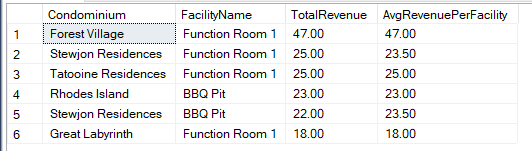 Condominium FacilityName TotalRevenue AvgRevenuePerFacility
1 Forest Village Function Room 1 47.00 47.00
2 Stewjon Residences Function Room 1 25.00 23.50
3 Tatooine Residences Function Room 1 25.00 25.00
4 Rhodes Island BBQ Pit 23.00 23.00
5 Stewjon Residences BBQ Pit 22.00 23.50
6 Great Labyrinth Function Room 1 18.00 18.00